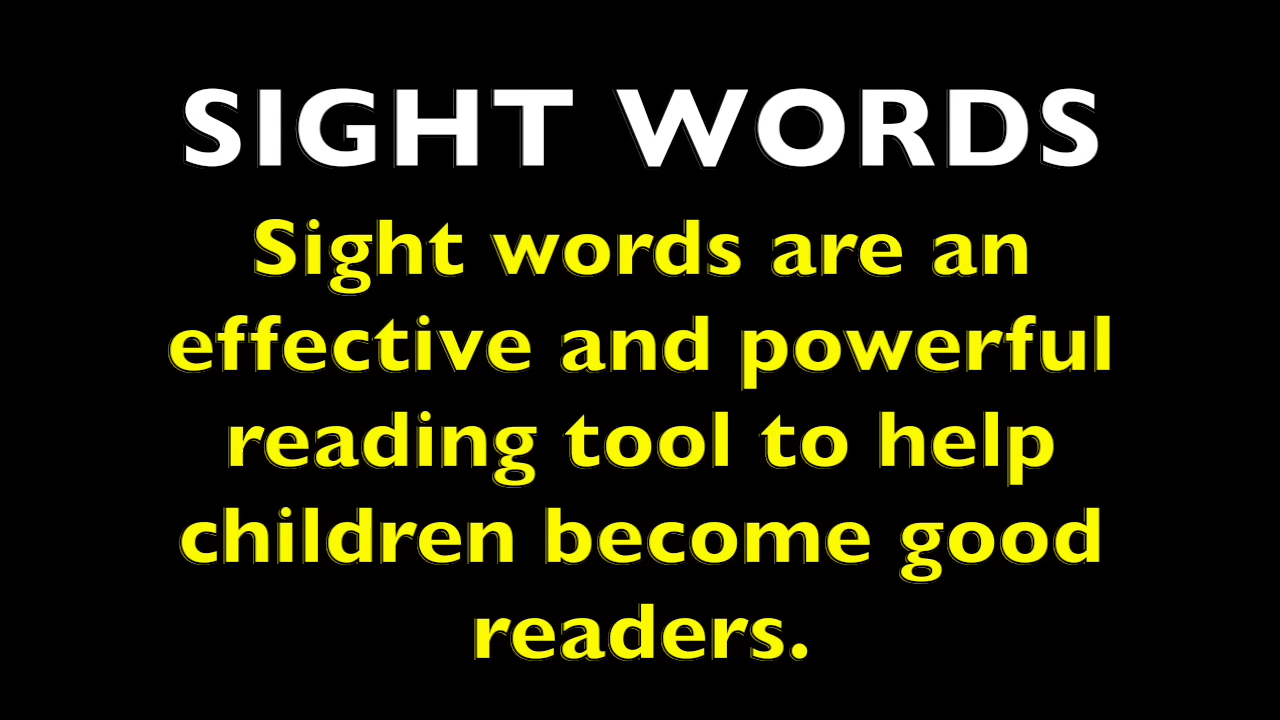 SIGHT WORDS
Sight words are an
effective and powerful
reading tool to help
children become good
readers.